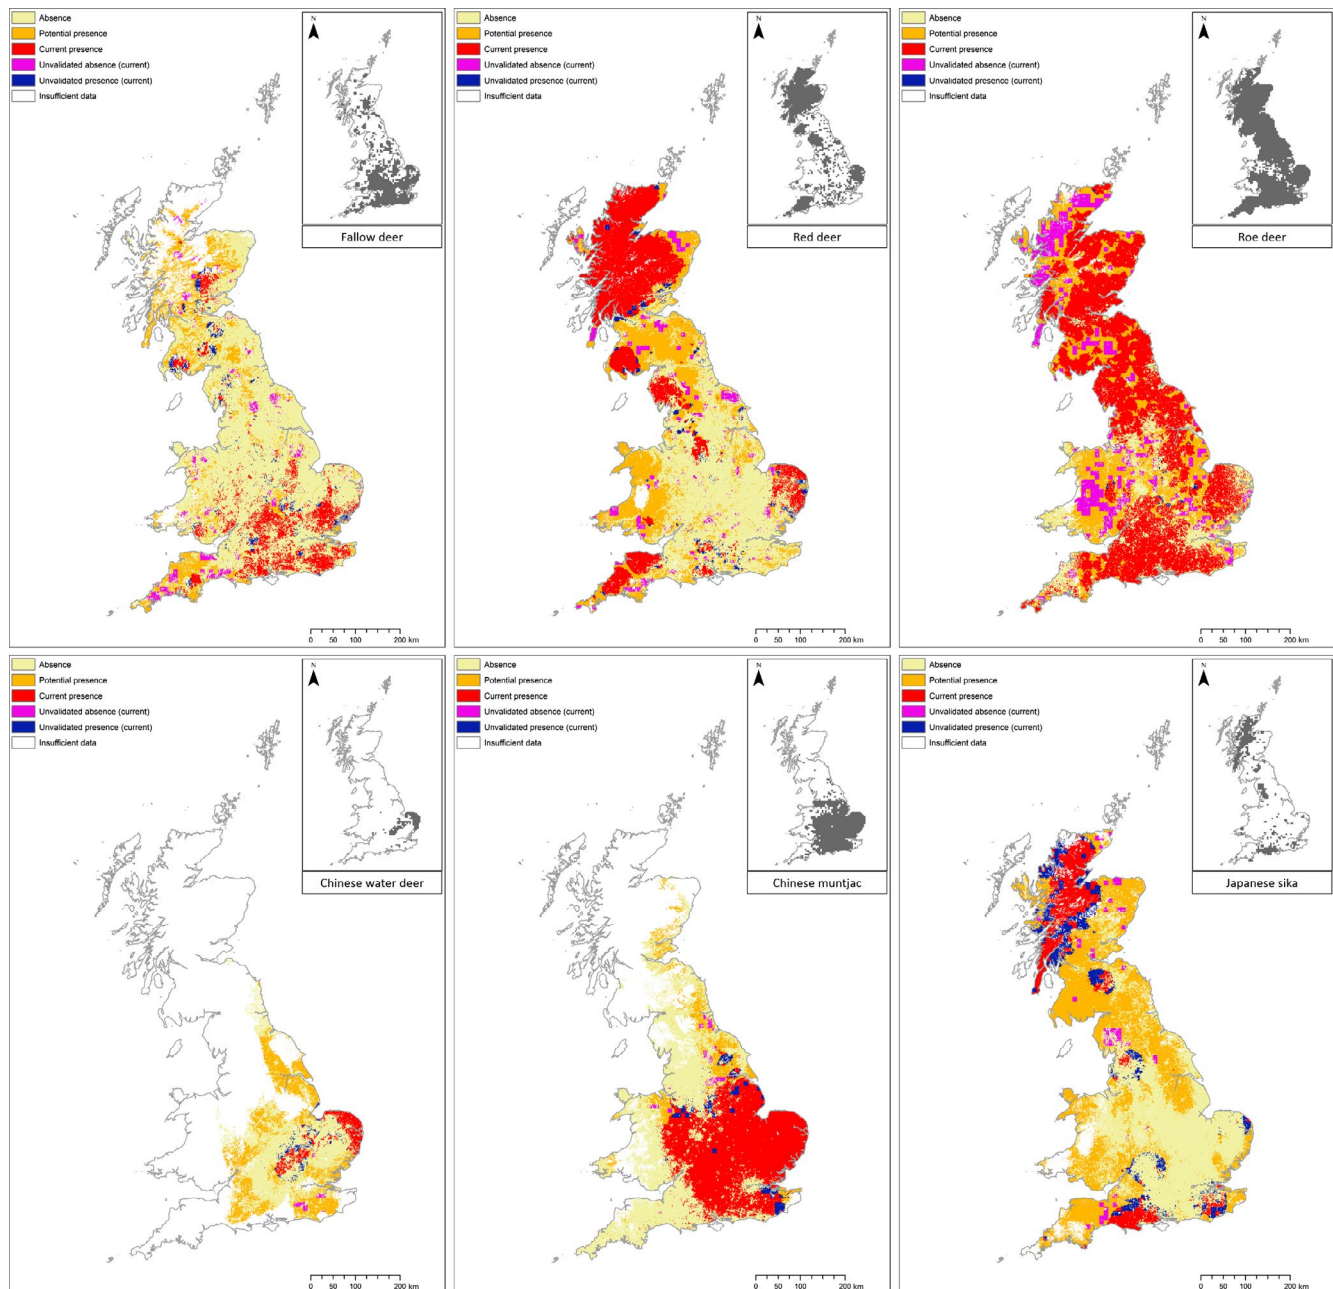 Absence
Potential presence
Current presence
Unvalidated absence (current)
Unvalidated presence (current)
Insufficient data
N
Fallow deer
0 50 100 200 km
Absence
Potential presence
Current presence
Unvalidated absence (current)
Unvalidated presence (current)
Insufficient data
N
Red deer
0 50 100 200 km
Absence
Potential presence
Current presence
Unvalidated absence (current)
Unvalidated presence (current)
Insufficient data
N
Roe deer
0 50 100 200 km
Absence
Potential presence
Current presence
Unvalidated absence (current)
Unvalidated presence (current)
Insufficient data
N
Chinese water deer
0 50 100 200 km
Absence
Potential presence
Current presence
Unvalidated absence (current)
Unvalidated presence (current)
Insufficient data
N
Chinese muntjac
0 50 100 200 km
Absence
Potential presence
Current presence
Unvalidated absence (current)
Unvalidated presence (current)
Insufficient data
N
Japanese sika
0 50 100 200 km